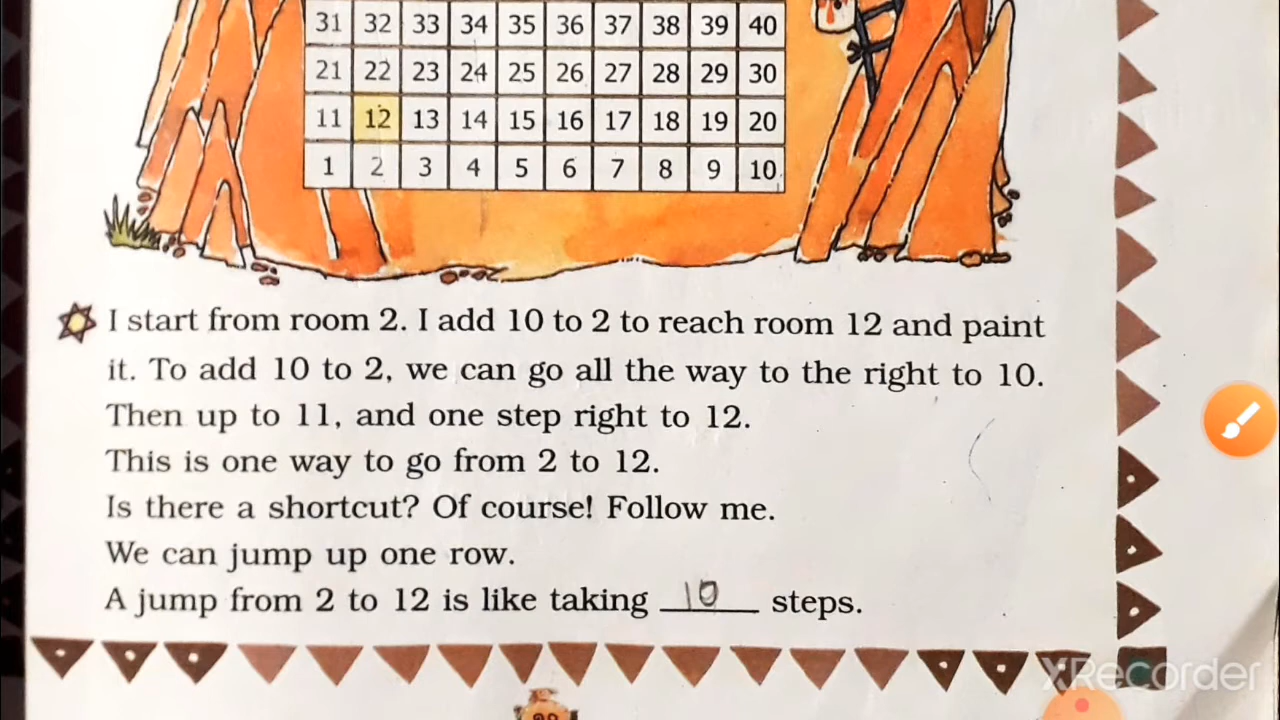 31 32 33 34 35 36 37 38 39 40
21 22 23 24 25 26 27 28 29 30
11 12 13 14 15 16 17 18 19 20
1 2 3 4 5 6 7 8 9 10
I start from room 2. I add 10 to 2 to reach room 12 and paint
it. To add 10 to 2, we can go all the way to the right to 10.
Then up to 11, and one step right to 12.
This is one way to go from 2 to 12.
Is there a shortcut? Of course! Follow me.
We can jump up one row.
A jump from 2 to 12 is like taking 10 steps.
XRecorder